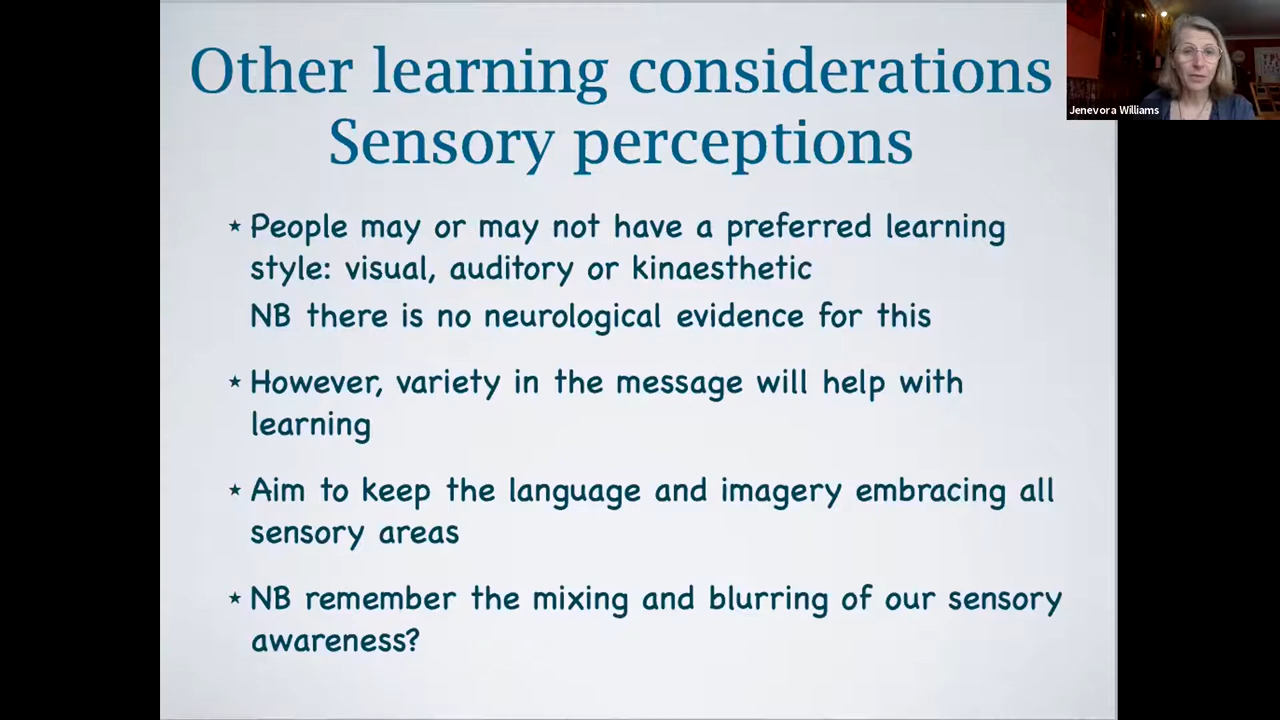 Other learning considerations
Sensory perceptions
Jenevora Williams
★ People may or may not have a preferred learning
style: visual, auditory or kinaesthetic
NB there is no neurological evidence for this
★ However, variety in the message will help with
learning
★ Aim to keep the language and imagery embracing all
sensory areas
★ NB remember the mixing and blurring of our sensory
awareness?